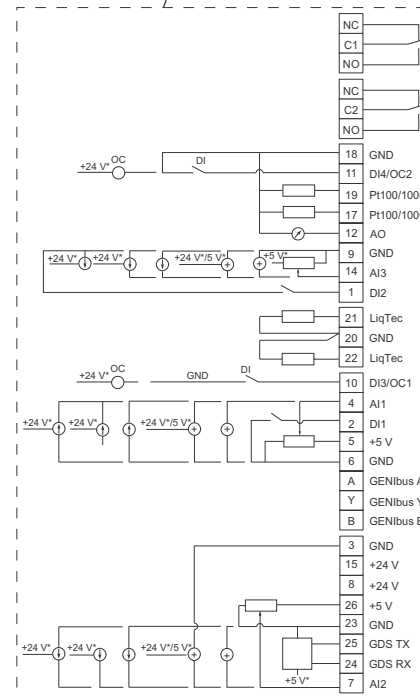 NC
C1
NO
NC
C2
NO
18 GND
+24 V* OC DI 11 DI4/OC2
19 Pt100/100
17 Pt100/100
12 AO
9 GND
+24 V* +24 V* +24 V*/5 V* +5 V*
14 AI3
1 DI2
21 LiqTec
20 GND
22 LiqTec
+24 V* OC GND DI 10 DI3/OC1
4 AI1
+24 V* +24 V* +24 V*/5 V* 2 DI1
5 +5 V
6 GND
A GENIbus A
Y GENIbus Y
B GENIbus B
3 GND
15 +24 V
8 +24 V
26 +5 V
23 GND
25 GDS TX
+24 V* +24 V* +24 V*/5 V* 24 GDS RX
+5 V* 7 AI2